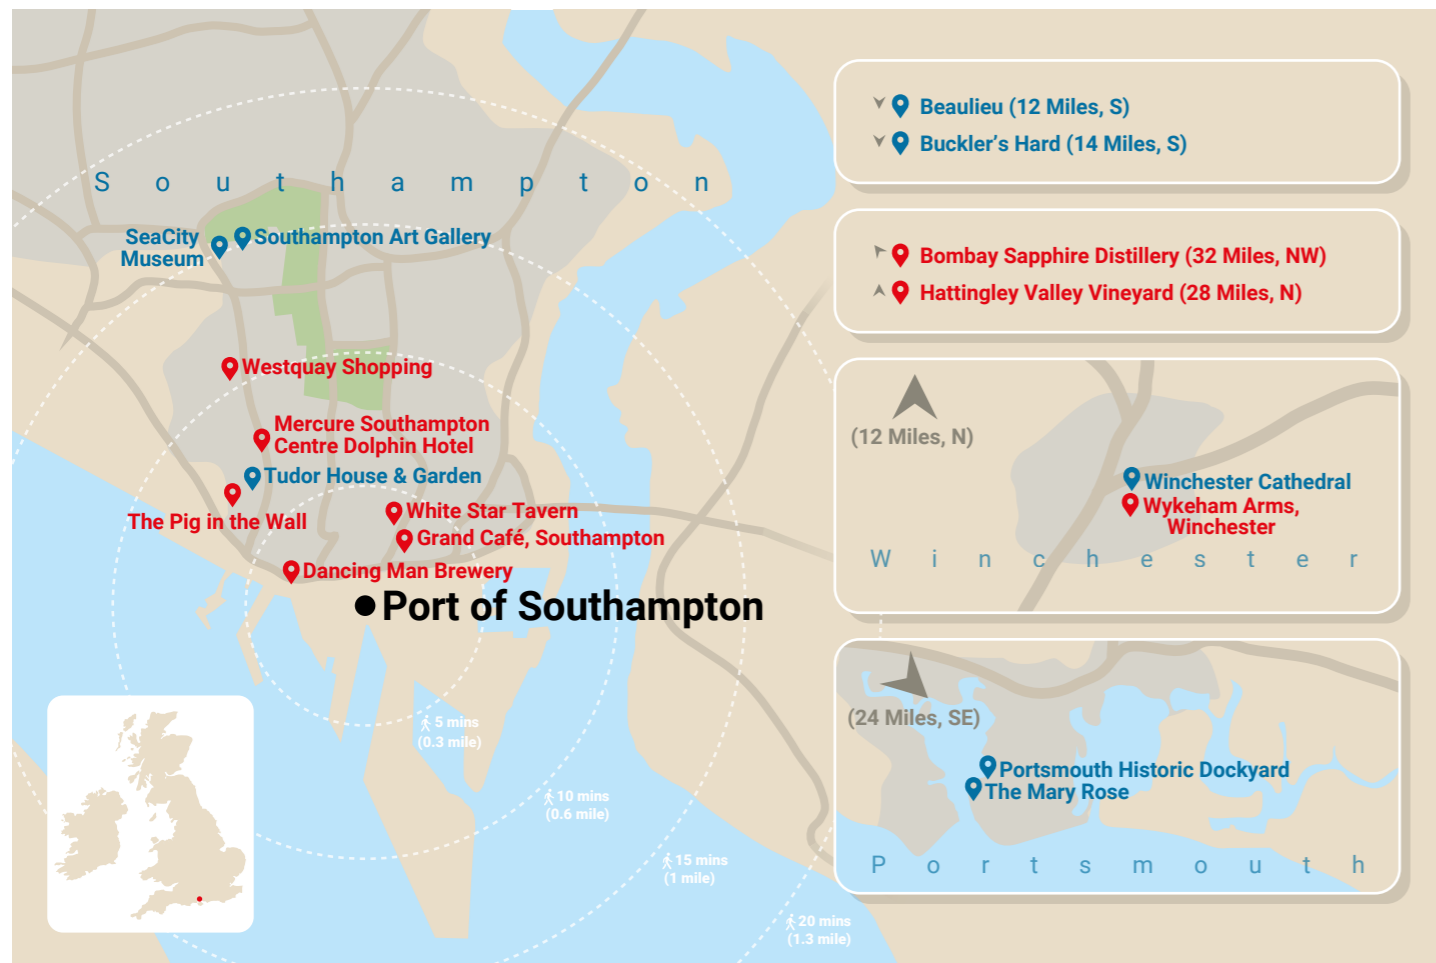 Southampton
SeaCity
Museum
Southampton Art Gallery
Westquay Shopping
Mercure Southampton
Centre Dolphin Hotel
Tudor House & Garden
The Pig in the Wall
White Star Tavern
Grand Café, Southampton
Dancing Man Brewery
Port of Southampton
5 mins
(0.3 mile)
10 mins
(0.6 mile)
15 mins
(1 mile)
20 mins
(1.3 mile)
Beaulieu (12 Miles, S)
Buckler's Hard (14 Miles, S)
Bombay Sapphire Distillery (32 Miles, NW)
Hattingley Valley Vineyard (28 Miles, N)
(12 Miles, N)
Winchester Cathedral
Wykeham Arms,
Winchester
Winchester
(24 Miles, SE)
Portsmouth Historic Dockyard
The Mary Rose
Portsmouth